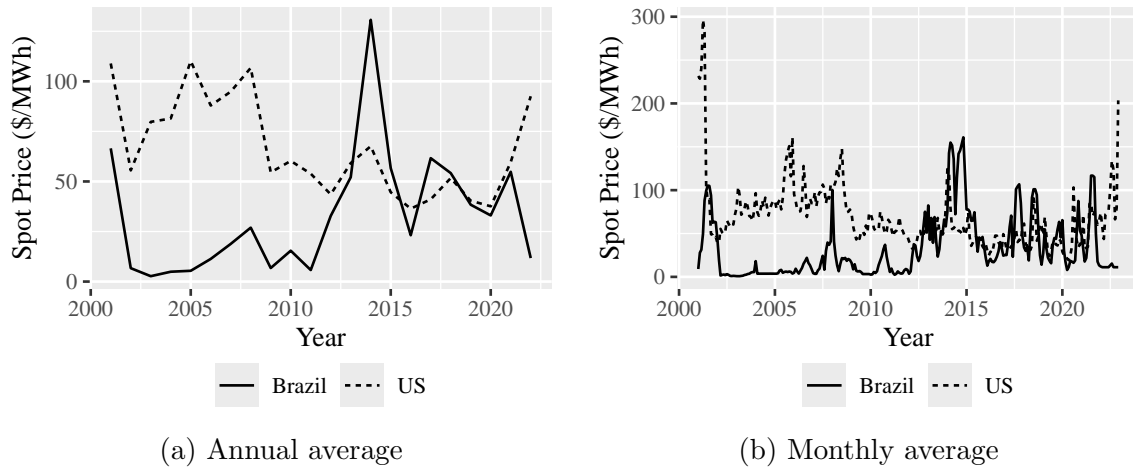 Spot Price ($/MWh)
100
50
0
2000 2005 2010 2015 2020
Year
Brazil US
(a) Annual average
Spot Price ($/MWh)
300
200
100
0
2000 2005 2010 2015 2020
Year
Brazil US
(b) Monthly average